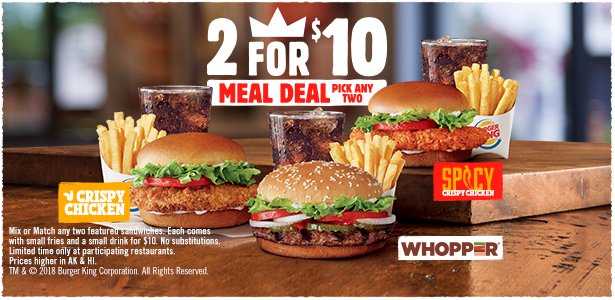 2 FOR $10
MEAL DEAL PICK ANY TWO
BURGER KING
SPICY
CRISPY CHICKEN
CRISPY
CHICKEN
WHOPPER
Mix or Match any two featured sandwiches. Each comes
with small fries and a small drink for $10. No substitutions.
Limited time only at participating restaurants.
Prices higher in AK & HI.
TM & © 2018 Burger King Corporation. All Rights Reserved.